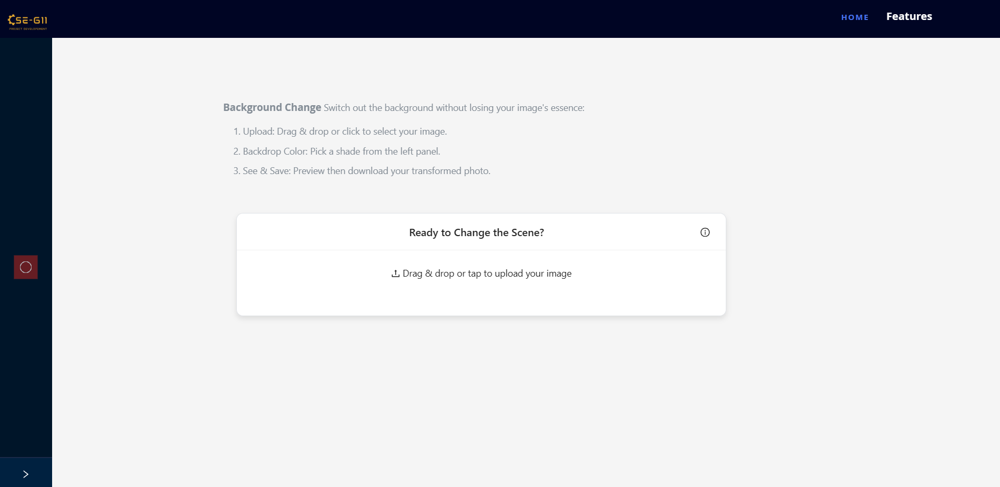 CSE-G11
PROJECT DEVELOPEMENT
HOME
Features
Background Change Switch out the background without losing your image's essence:
1. Upload: Drag & drop or click to select your image.
2. Backdrop Color: Pick a shade from the left panel.
3. See & Save: Preview then download your transformed photo.
Ready to Change the Scene?
Drag & drop or tap to upload your image